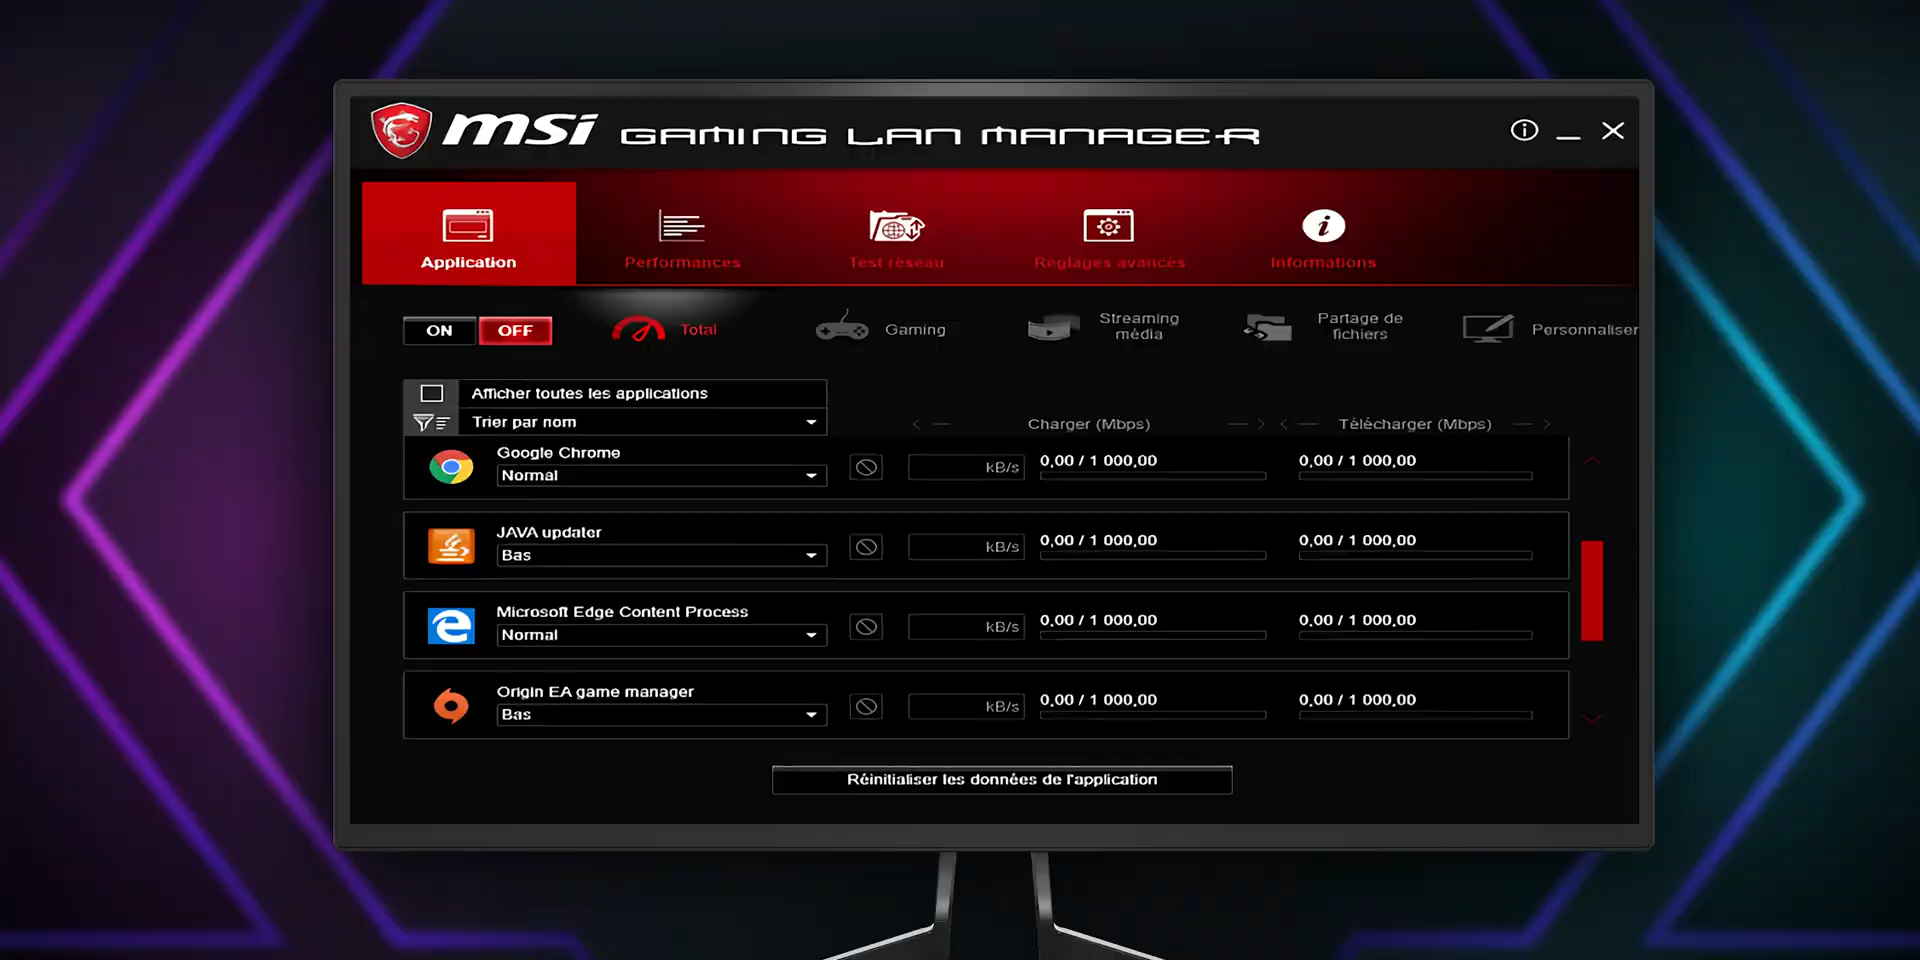 msi GAMING LAN MANAGER
Application
Performances
Test réseau
Réglages avancés
Informations
ON
OFF
Total
Gaming
Streaming
média
Partage de
fichiers
Personnaliser
Afficher toutes les applications
Trier par nom
Charger (Mbps)
Télécharger (Mbps)
Google Chrome
Normal
kB/s
0,00 / 1 000,00
0,00 / 1 000,00
JAVA updater
Bas
kB/s
0,00 / 1 000,00
0,00 / 1 000,00
Microsoft Edge Content Process
Normal
kB/s
0,00 / 1 000,00
0,00 / 1 000,00
Origin EA game manager
Bas
kB/s
0,00 / 1 000,00
0,00 / 1 000,00
Réinitialiser les données de l'application